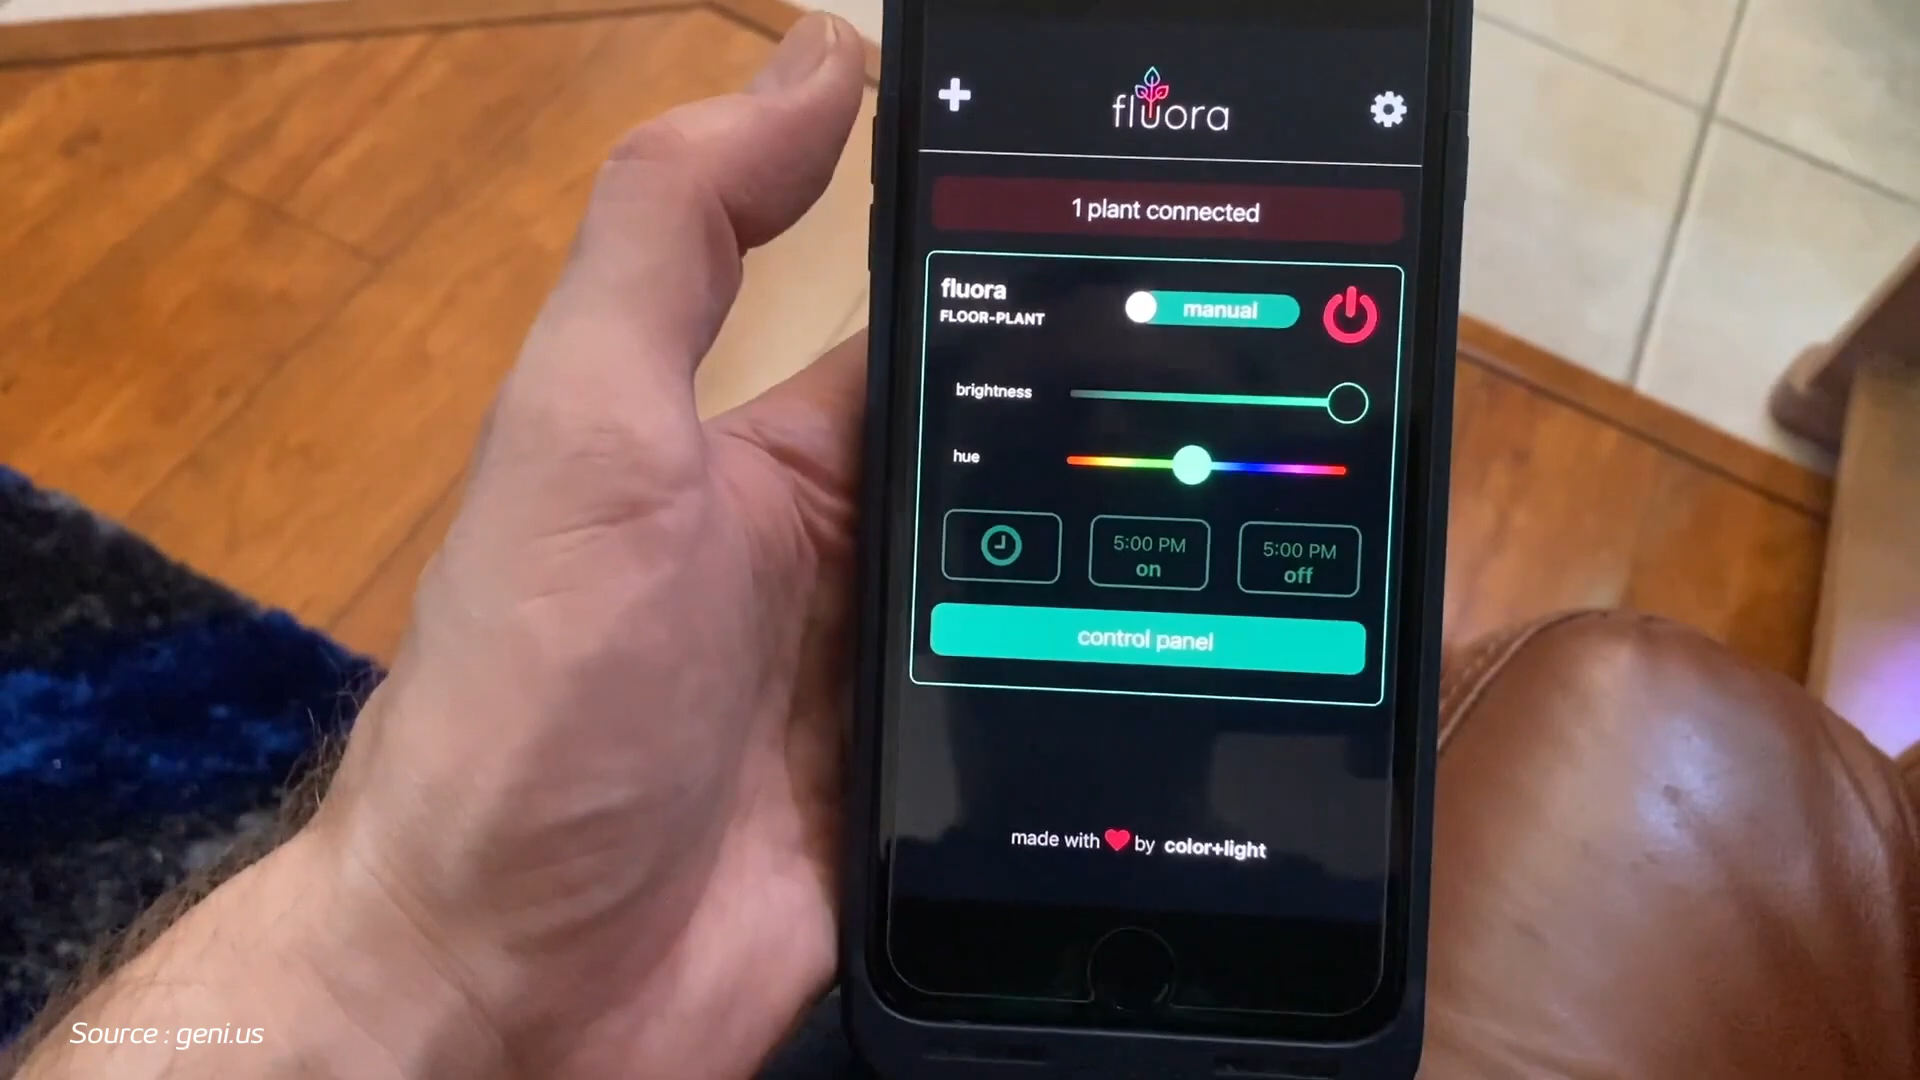 fluora
1 plant connected
fluora
FLOOR-PLANT
manual
brightness
hue
5:00 PM
on
5:00 PM
off
control panel
made with ❤ by color+light
Source : geni.us